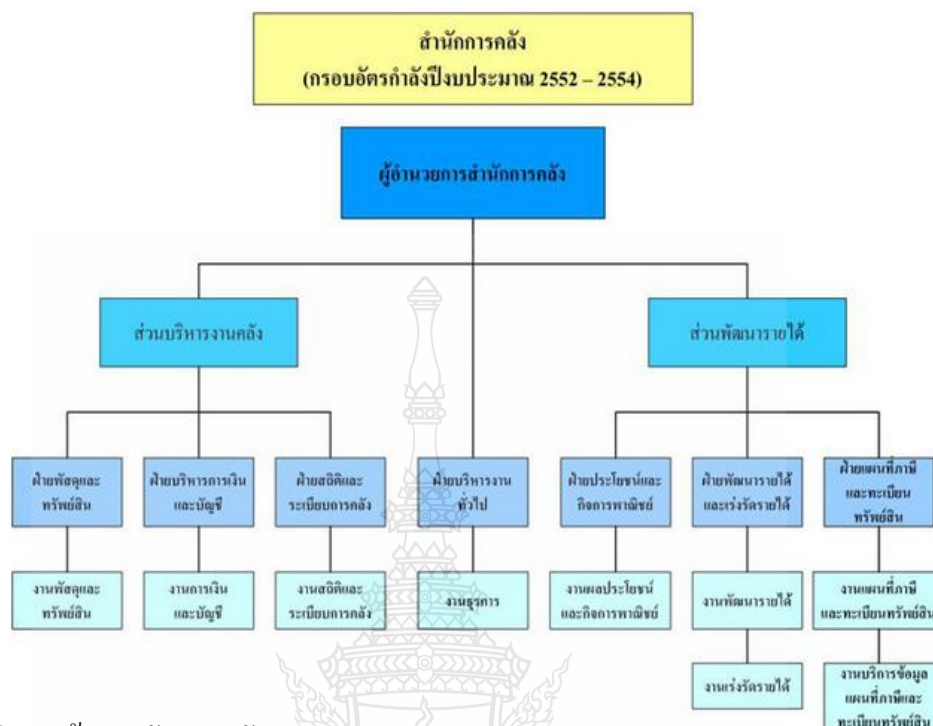 สำนักการคลัง
(กรอบอัตรกำลังปีงบประมาณ 2552 – 2554)
ผู้อำนวยการสำนักการคลัง
ส่วนบริหารงานคลัง
ส่วนพัฒนารายได้
ฝ่ายพัสดุและ
ทรัพย์สิน
ฝ่ายบริหารการเงิน
และบัญชี
ฝ่ายสถิติและ
ระเบียบการคลัง
ฝ่ายบริหารงาน
ทั่วไป
ฝ่ายประโยชน์และ
กิจการพาณิชย์
ฝ่ายพัฒนารายได้
และเร่งรัดรายได้
ฝ่ายแผนที่ภาษี
และทะเบียน
ทรัพย์สิน
งานพัสดุและ
ทรัพย์สิน
งานการเงิน
และบัญชี
งานสถิติและ
ระเบียบการคลัง
งานธุรการ
งานผลประโยชน์
และกิจการพาณิชย์
งานพัฒนารายได้
งานแผนที่ภาษี
และทะเบียนทรัพย์สิน
งานเร่งรัดรายได้
งานบริการข้อมูล
แผนที่ภาษีและ
ทะเบียนทรัพย์สิน